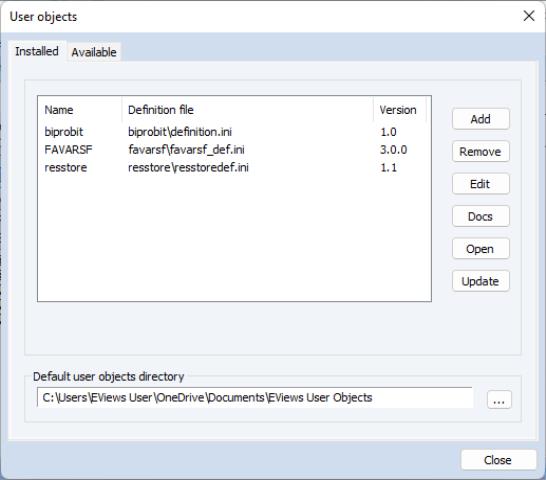 User objects
Installed Available
Name Definition file Version
biprobit biprobit\definition.ini 1.0
FAVARSF favarsf\favarsf_def.ini 3.0.0
resstore resstore\resstoredef.ini 1.1
Add
Remove
Edit
Docs
Open
Update
Default user objects directory
C:\Users\EViews User\OneDrive\Documents\EViews User Objects
...
Close